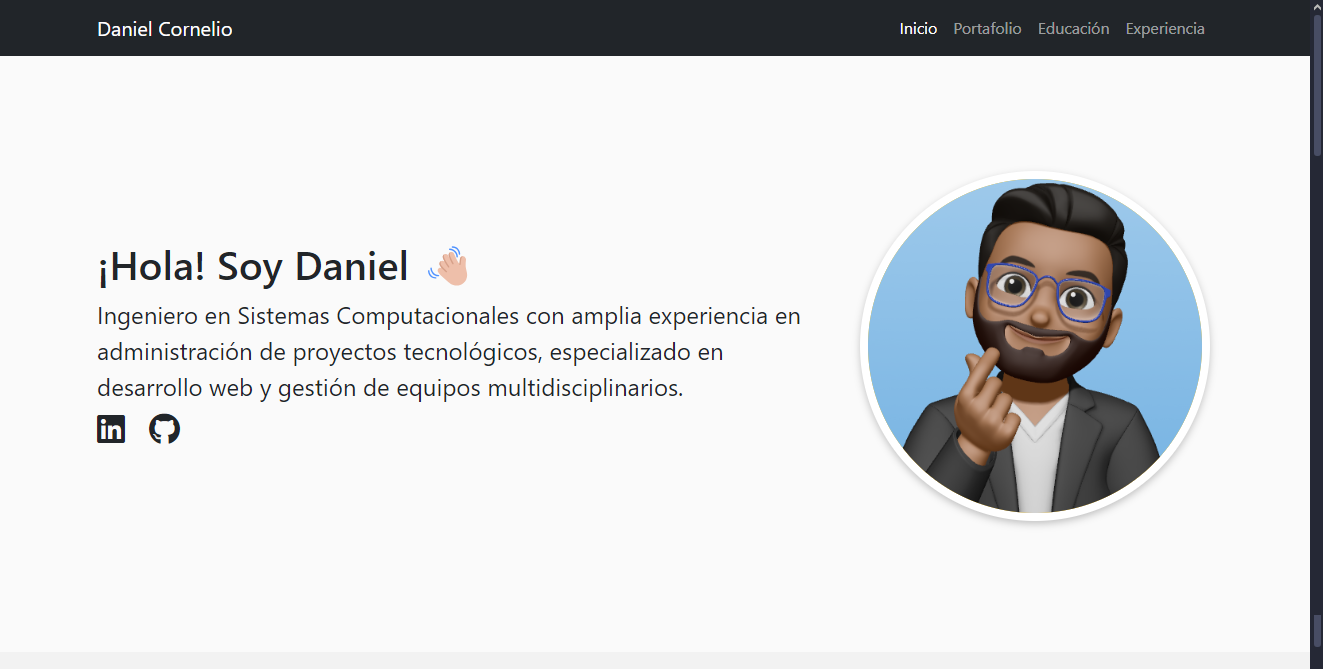 Daniel Cornelio
Inicio Portafolio Educación Experiencia
¡Hola! Soy Daniel 👋
Ingeniero en Sistemas Computacionales con amplia experiencia en
administración de proyectos tecnológicos, especializado en
desarrollo web y gestión de equipos multidisciplinarios.
in